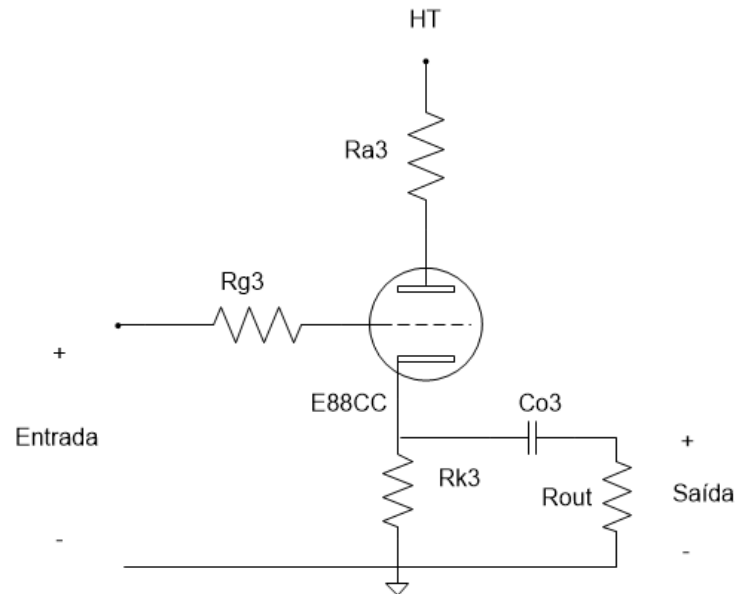 HT
Ra3
Rg3
+
E88CC
Co3
Entrada
Rk3
Rout
+
Saída
-
-